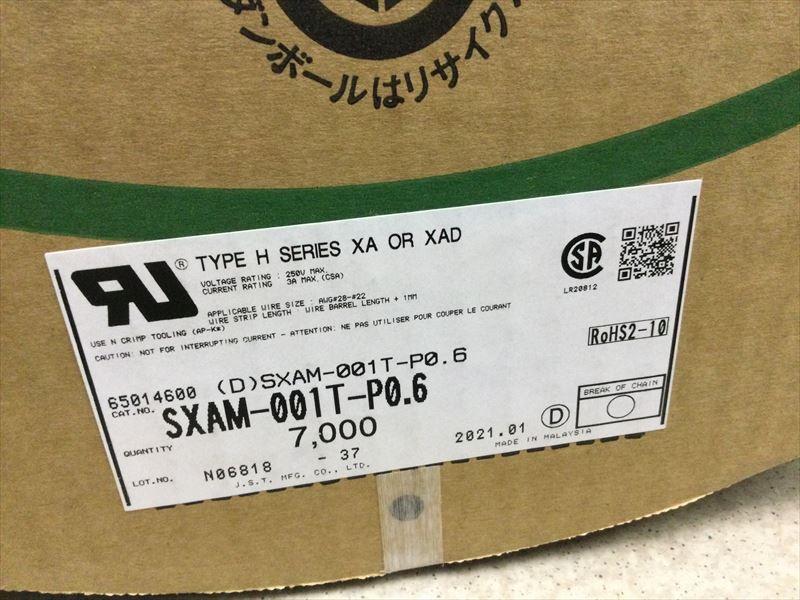 ダンボールはリサイク
® TYPE H SERIES XA OR XAD
VOLTAGE RATING : 250V MAX.
CURRENT RATING : 3A MAX.(CSA)
APPLICABLE WIRE SIZE : AWG#28-#22
WIRE STRIP LENGTH : WIRE BARREL LENGTH + 1MM
USE N CRIMP TOOLING (AP-K※)
CAUTION: NOT FOR INTERRUPTING CURRENT - ATTENTION: NE PAS UTILISER POUR COUPER LE COURANT
LR20812
RoHS2-10
65014600 (D)SXAM-001T-P0.6
CAT.NO. SXAM-001T-P0.6
QUANTITY 7,000
2021.01 D
BREAK OF CHAIN
MADE IN MALAYSIA
LOT.NO. N06818 - 37
J.S.T. MFG. CO., LTD.